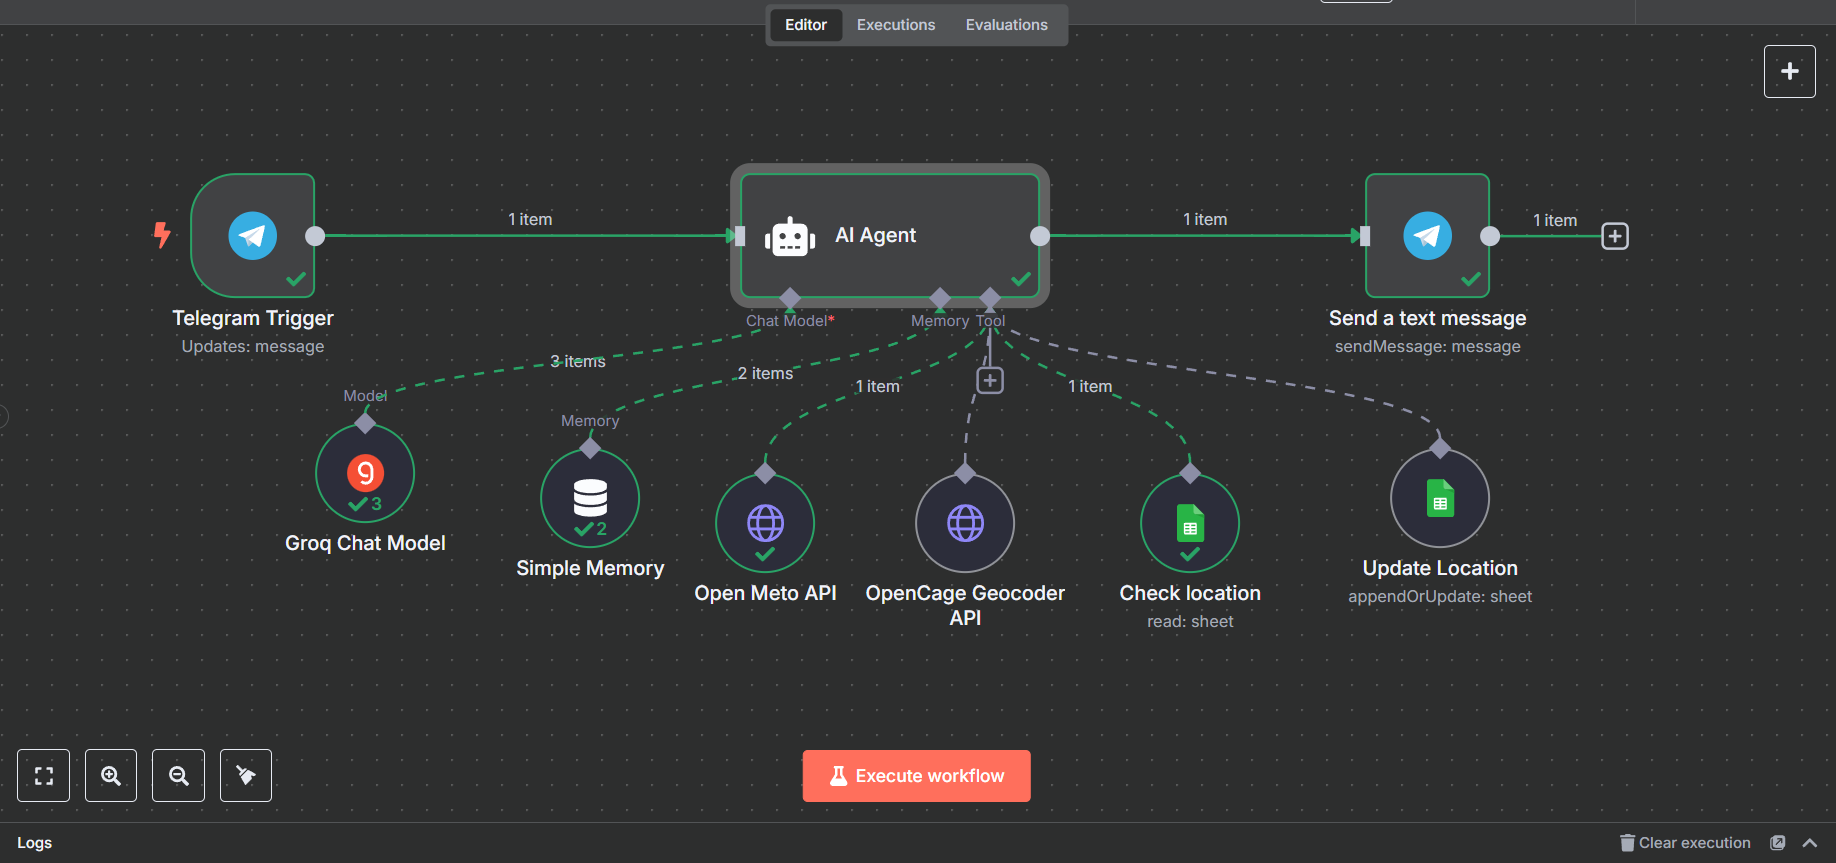 Editor Executions Evaluations
1 item
AI Agent
1 item
1 item
Telegram Trigger
Updates: message
Chat Model*
Memory
Tool
Send a text message
sendMessage: message
3 items
2 items
1 item
1 item
Model
Memory
3
Groq Chat Model
2
Simple Memory
Open Meto API
OpenCage Geocoder
API
Check location
read: sheet
Update Location
appendOrUpdate: sheet
Execute workflow
Logs
Clear execution